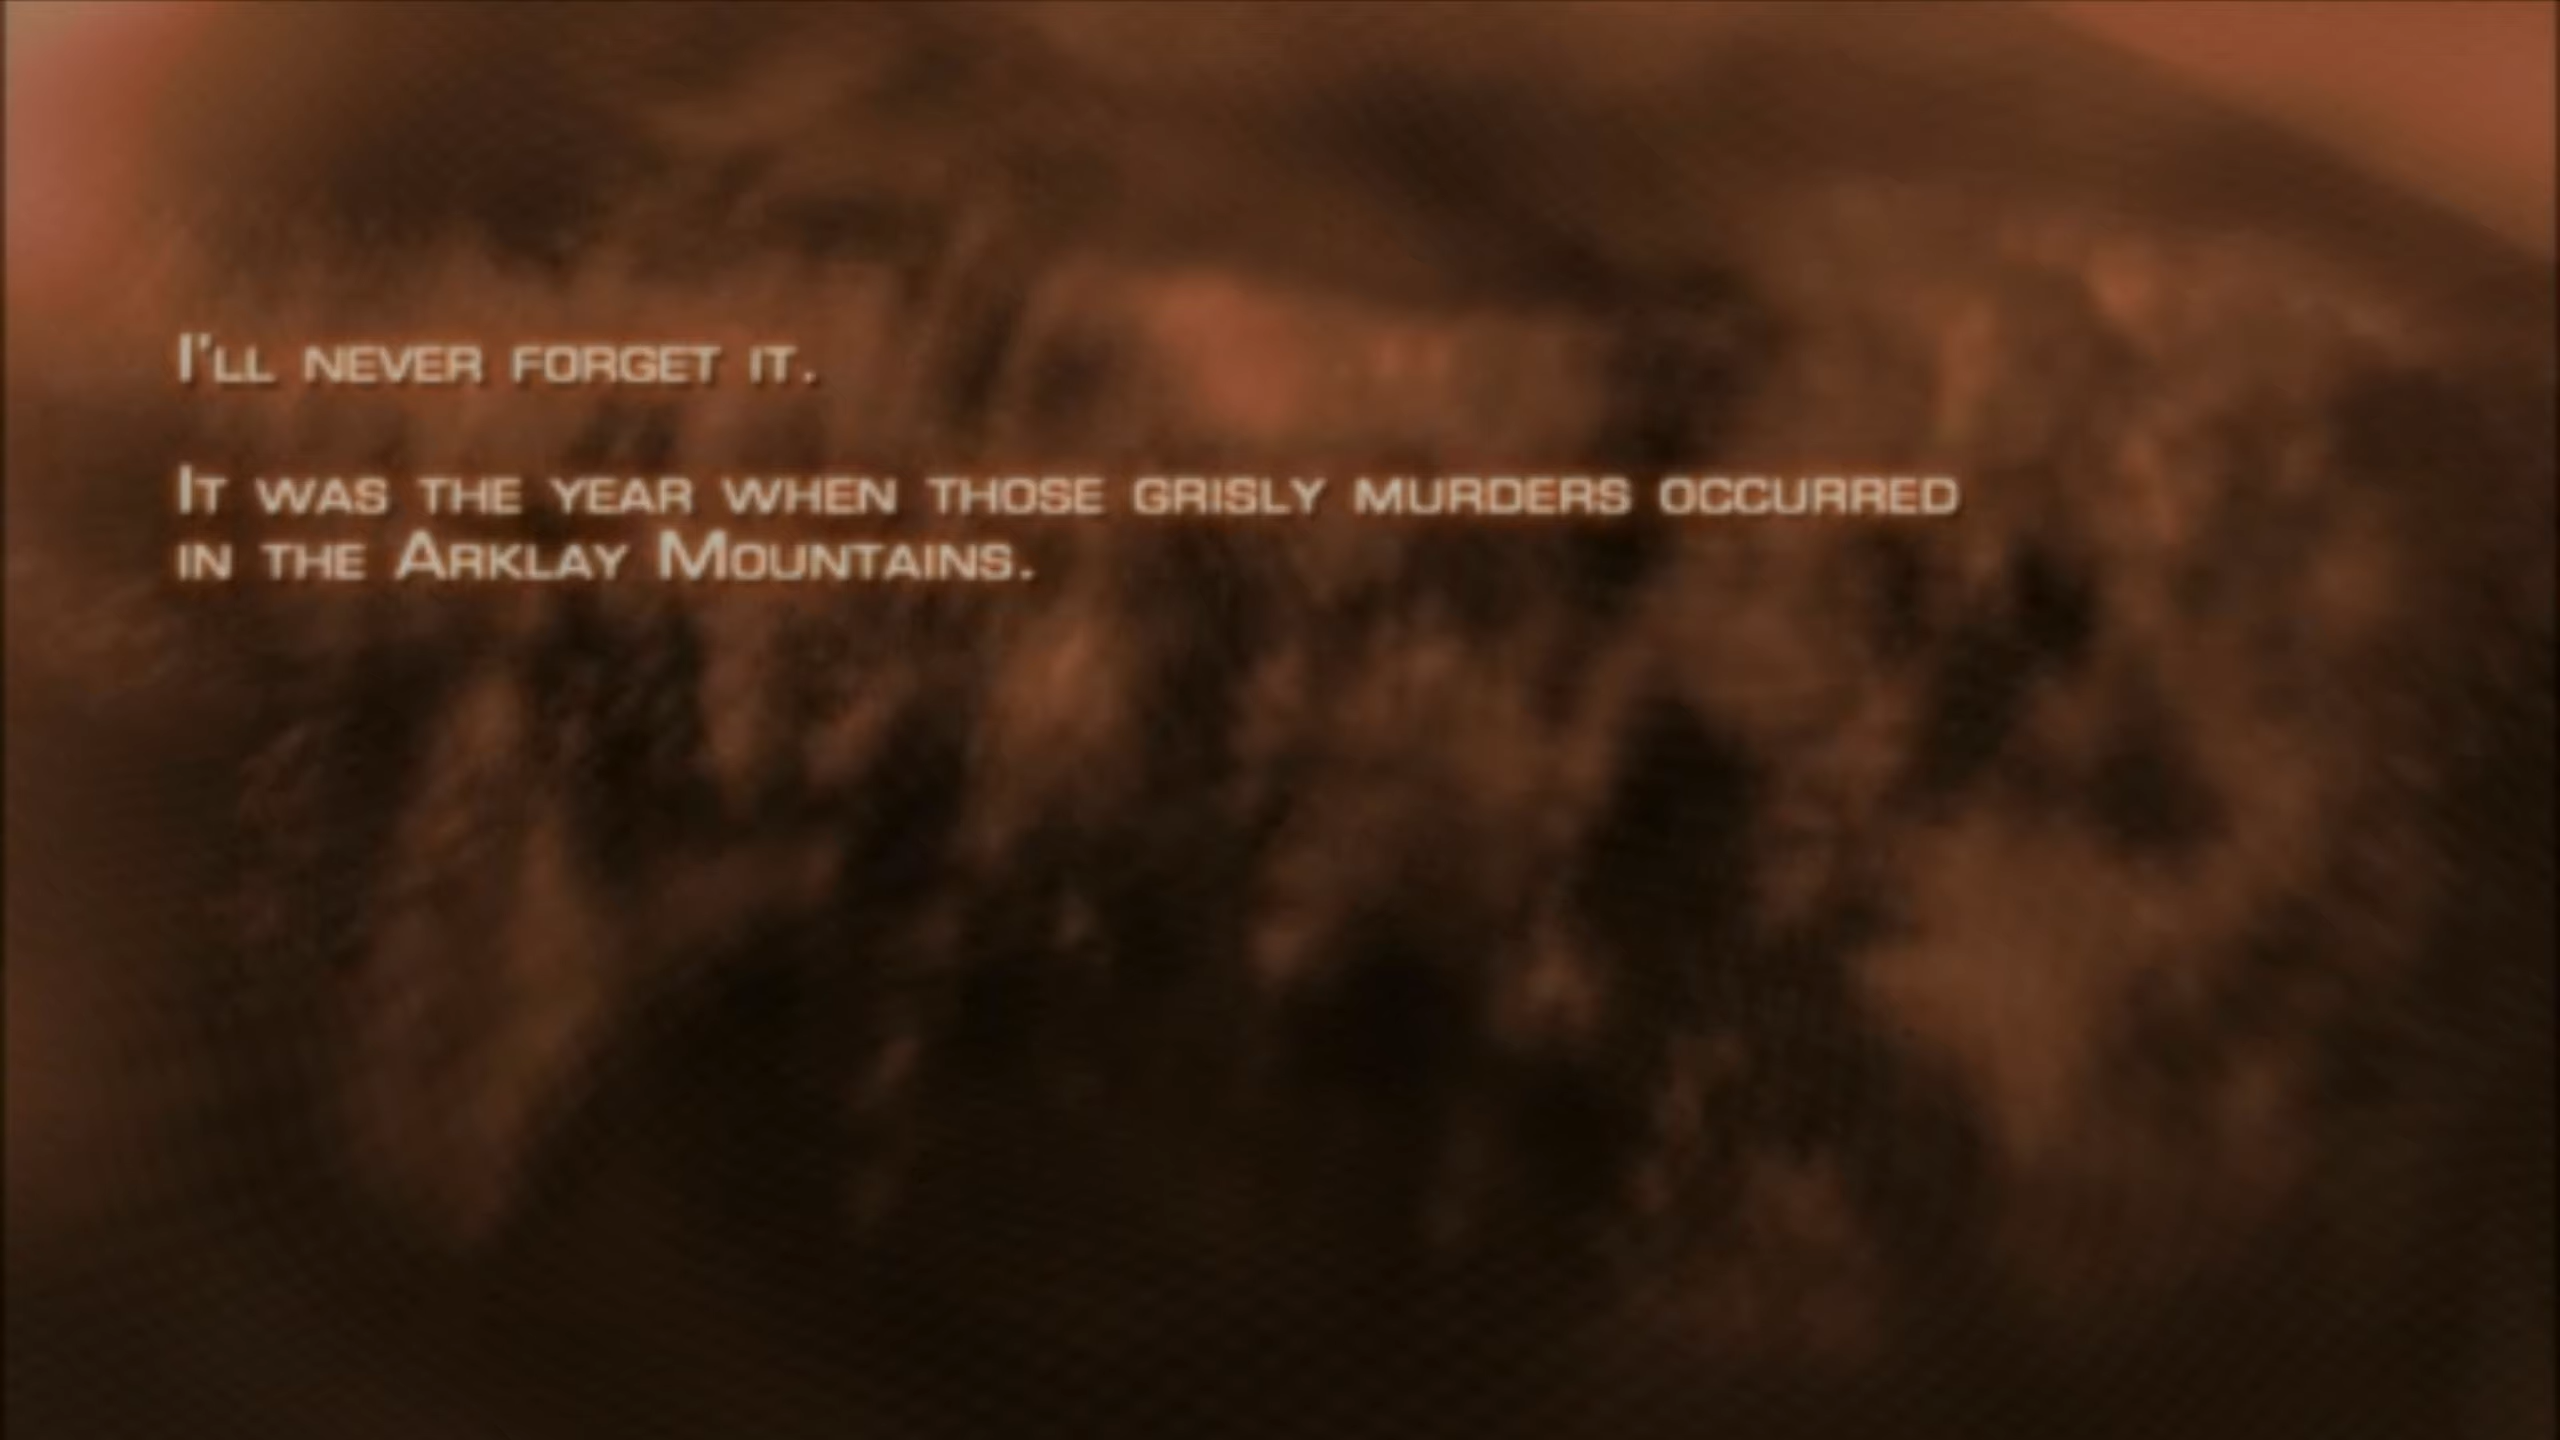 I'll never forget it.
It was the year when those grisly murders occurred
in the Arklay Mountains.